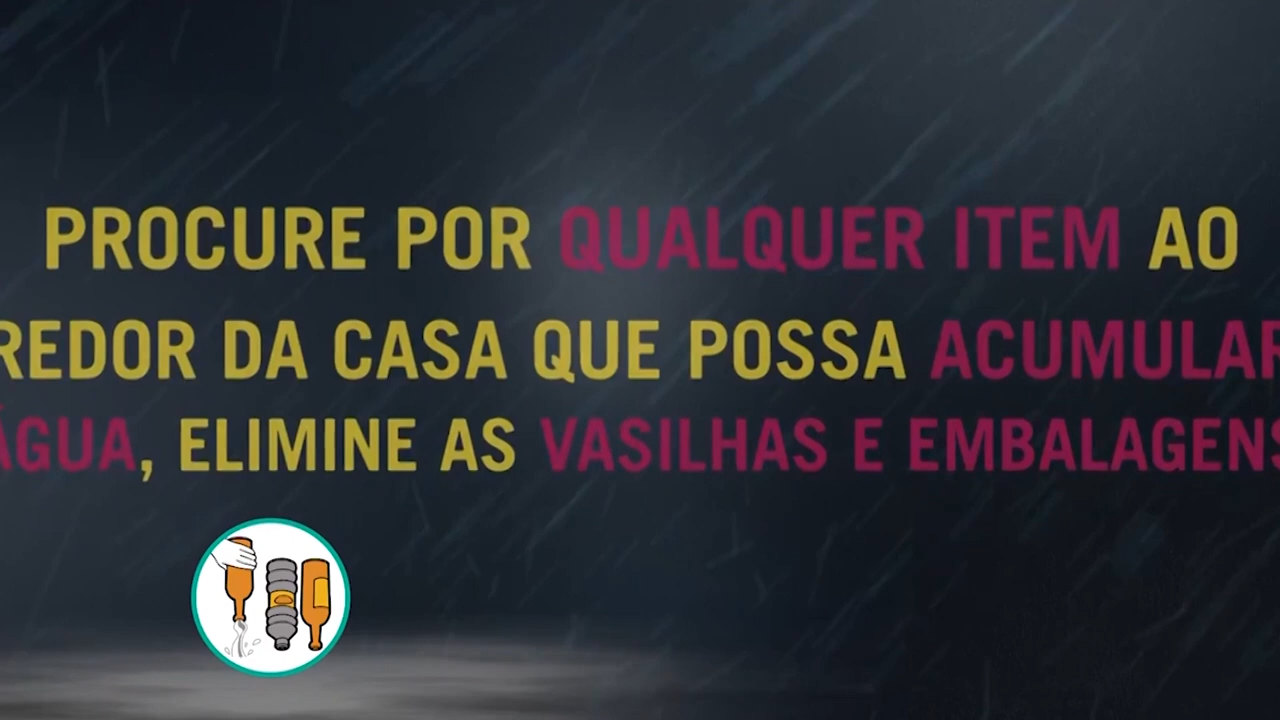 PROCURE POR QUALQUER ITEM AO
REDOR DA CASA QUE POSSA ACUMULAR
ÁGUA, ELIMINE AS VASILHAS E EMBALAGENS